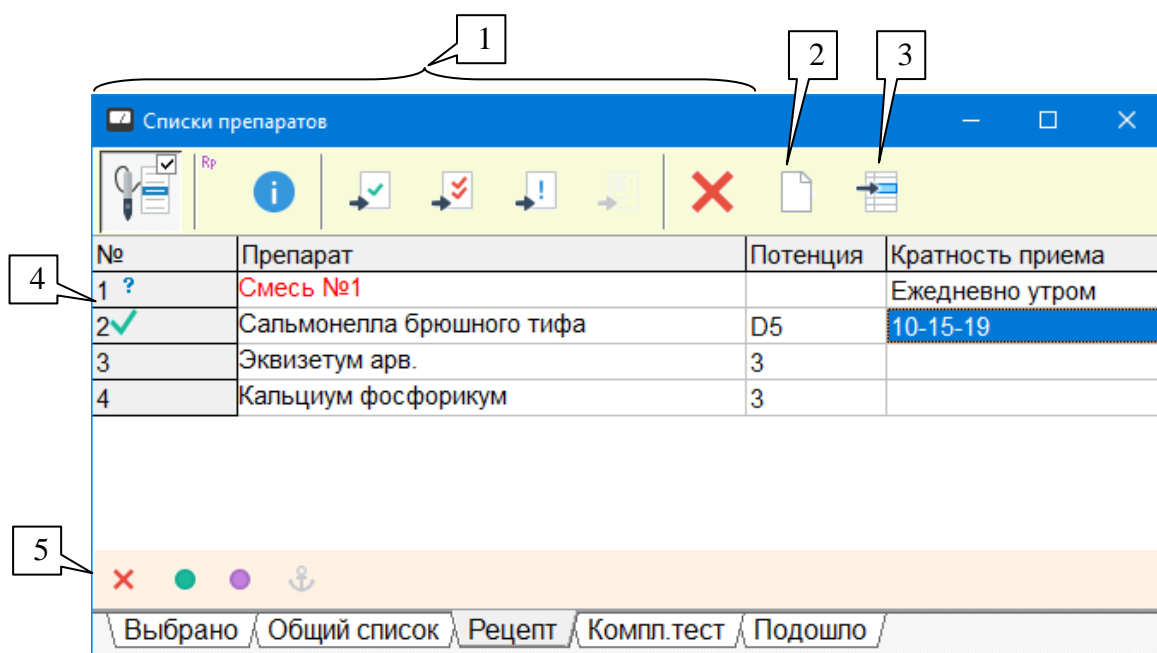 1
2
3
Списки препаратов
Rp
i
!
№ Препарат Потенция Кратность приема
4
1 ? Смесь №1 Ежедневно утром
2 Сальмонелла брюшного тифа D5 10-15-19
3 Эквизетум арв. 3
4 Кальциум фосфорикум 3
5
Выбрано Общий список Рецепт Компл.тест Подошло